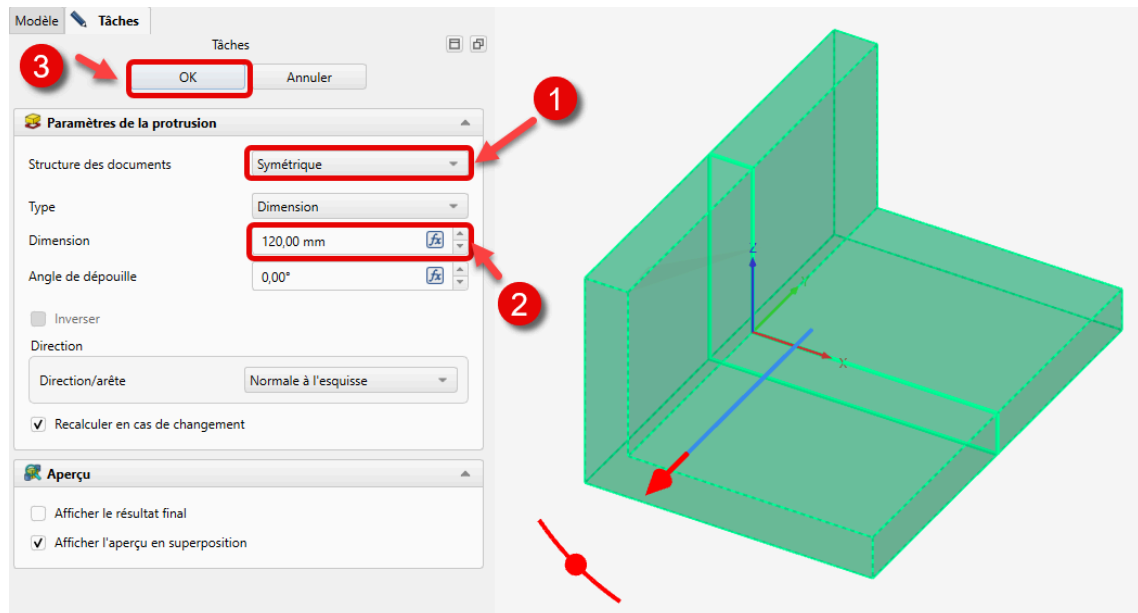 Modèle Tâches
Tâches
3
OK Annuler
1
Paramètres de la protrusion
Structure des documents Symétrique
Type Dimension
Dimension 120,00 mm
Angle de dépouille 0,00°
2
Inverser
Direction
Direction/arête Normale à l'esquisse
Recalculer en cas de changement
Aperçu
Afficher le résultat final
Afficher l'aperçu en superposition
Z
Y
X